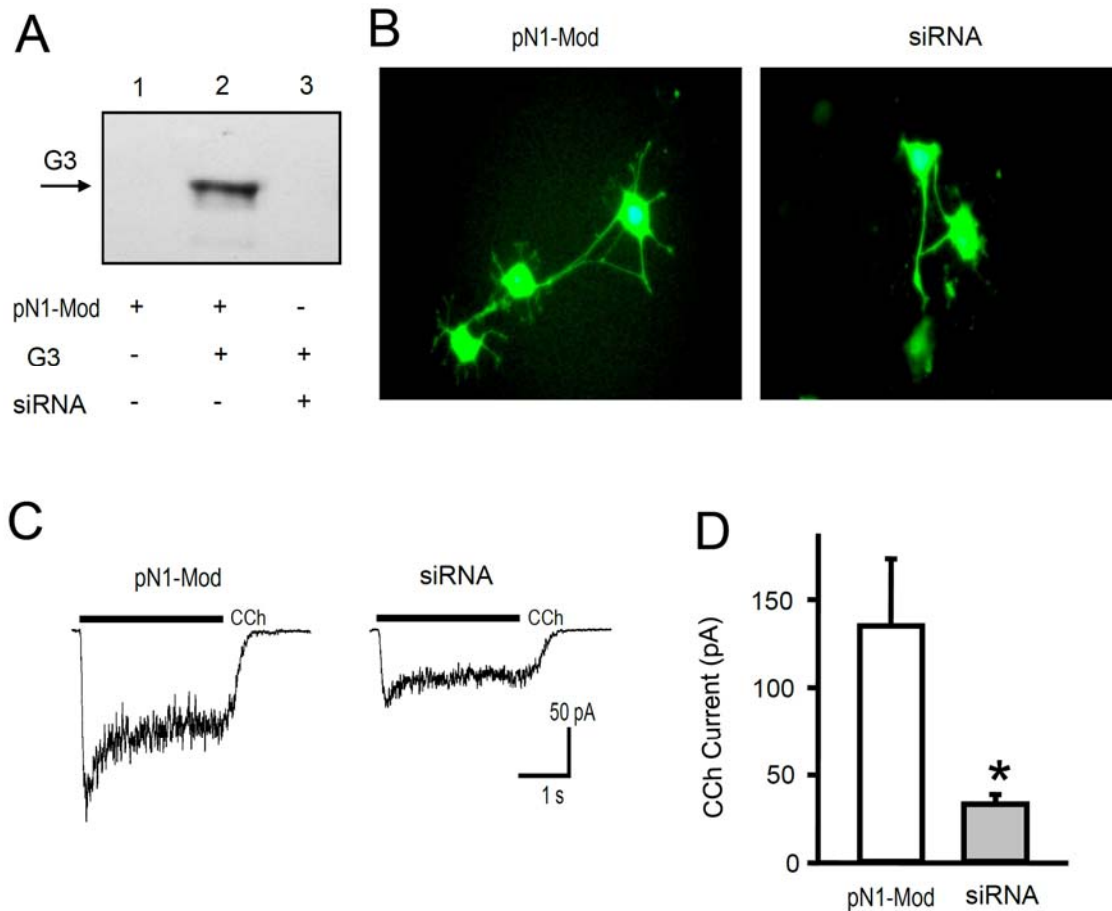 A
1 2 3
G3
pN1-Mod + + -
G3 - + +
siRNA - - +
B
pN1-Mod siRNA
C
pN1-Mod siRNA
CCh CCh
50 pA
1 s
D
CCh Current (pA)
150
100
50
0
*
pN1-Mod siRNA